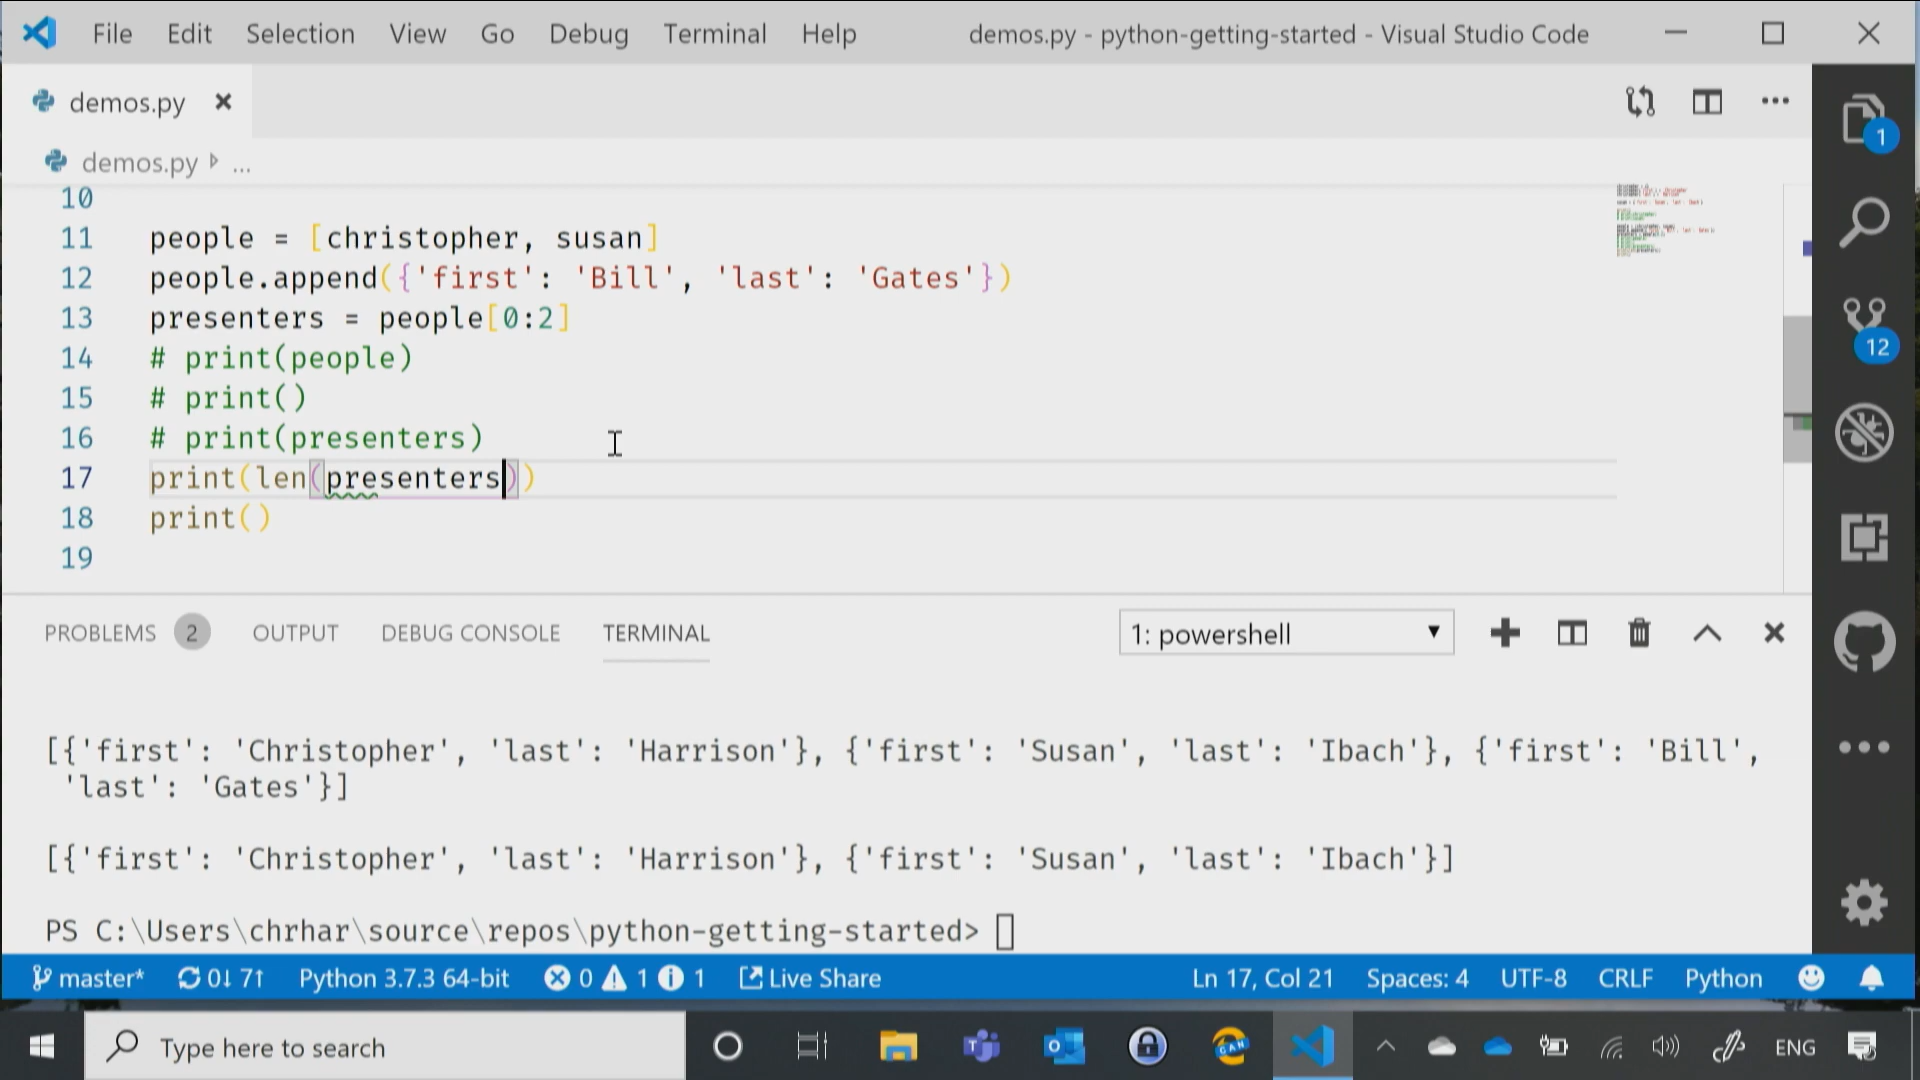 File Edit Selection View Go Debug Terminal Help demos.py - python-getting-started - Visual Studio Code
demos.py
demos.py ...
1
10
11 people = [christopher, susan]
12 people.append({'first': 'Bill', 'last': 'Gates'})
13 presenters = people[0:2]
14 # print(people)
12
15 # print()
16 # print(presenters)
17 print(len(presenters))
18 print()
19
PROBLEMS 2 OUTPUT DEBUG CONSOLE TERMINAL 1: powershell
[{'first': 'Christopher', 'last': 'Harrison'}, {'first': 'Susan', 'last': 'Ibach'}, {'first': 'Bill',
'last': 'Gates'}]
[{'first': 'Christopher', 'last': 'Harrison'}, {'first': 'Susan', 'last': 'Ibach'}]
PS C:\Users\chrhar\source\repos\python-getting-started>
master* 0↓ 7↑ Python 3.7.3 64-bit 0 1 1 Live Share Ln 17, Col 21 Spaces: 4 UTF-8 CRLF Python
Type here to search CAN ENG